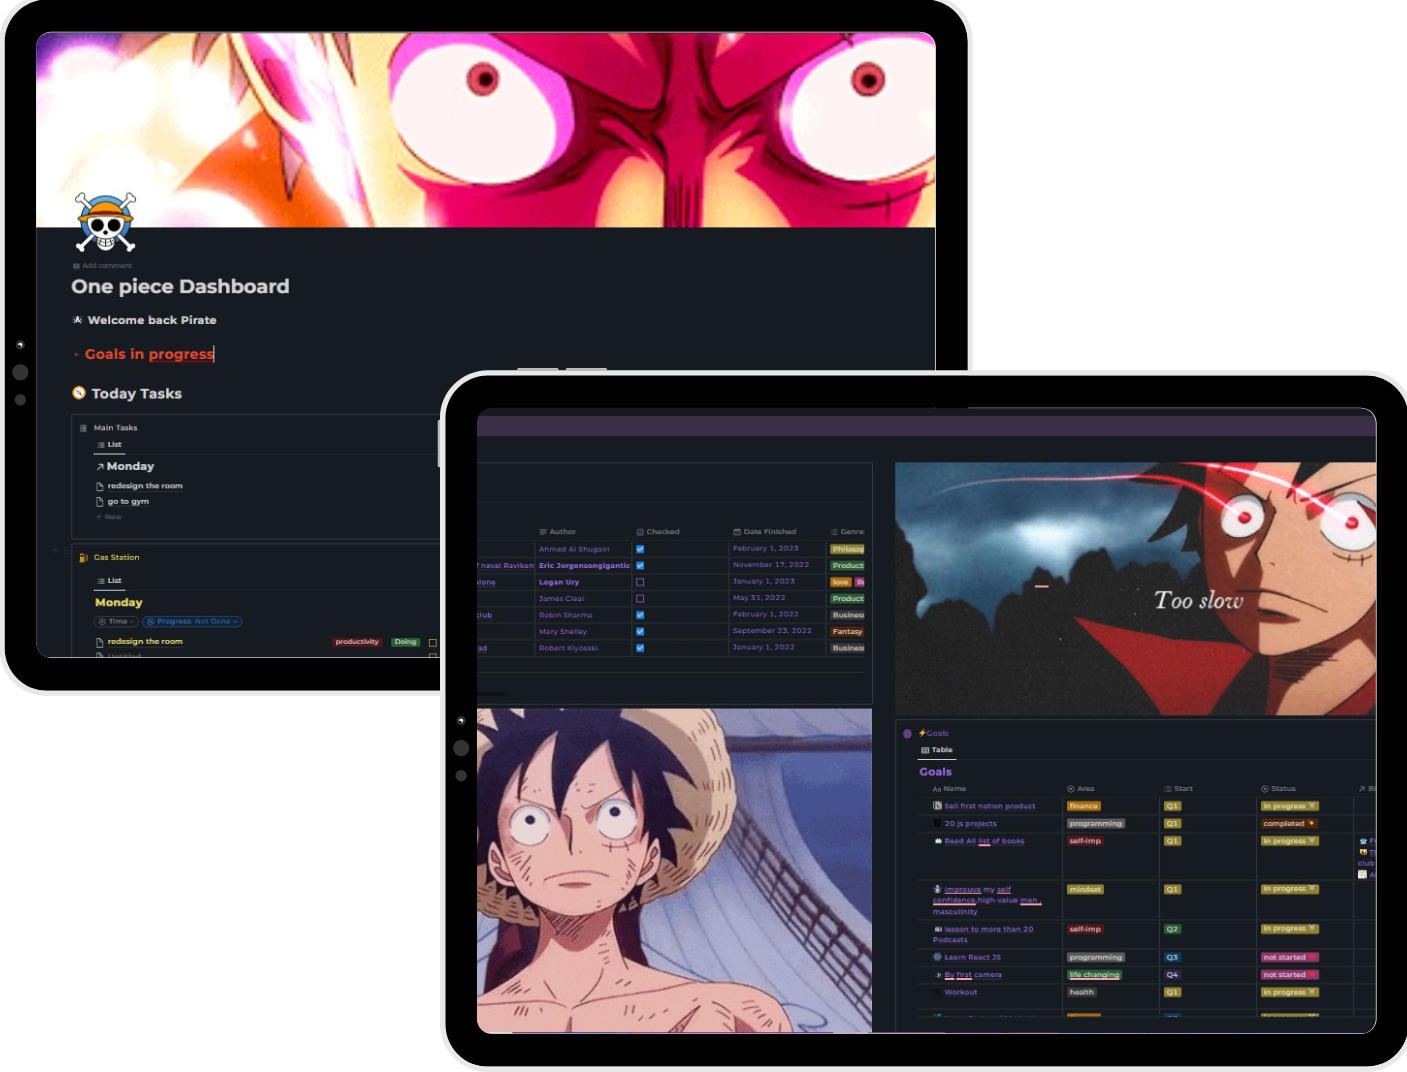 Add comment
One piece Dashboard
Welcome back Pirate
Goals in progress
Today Tasks
Main Tasks
List
Monday
redesign the room
go to gym
New
Gas Station
List
Monday
Time
Progress: Not Done
redesign the room productivity Doing
Untitled
Author Checked Date Finished Genre
Ahmed Al Shugairi February 1, 2023 Philosop
f naval Ravikan Eric Jorgensongigantic November 17, 2022 Product
Logan Ury January 1, 2023 love
James Clear May 31, 2022 Product
club Robin Sharma February 1, 2022 Busines
Mary Shelley September 23, 2022 Fantasy
ad Robert Kiyosaki January 1, 2022 Busines
Too slow
⚡Goals
Table
Goals
Aa Name Area Start Status
Sell first notion product finance Q1 in progress
20 js projects programming Q1 completed
Read All list of books self-imp Q1 in progress
club
improuve my self mindset Q1 in progress
confidence,high-value men ,
masculinity
lesson to more than 20 self-imp Q2 in progress
Podcasts
Learn React JS programming Q3 not started
By first camera life changing Q4 not started
Workout health Q1 in progress